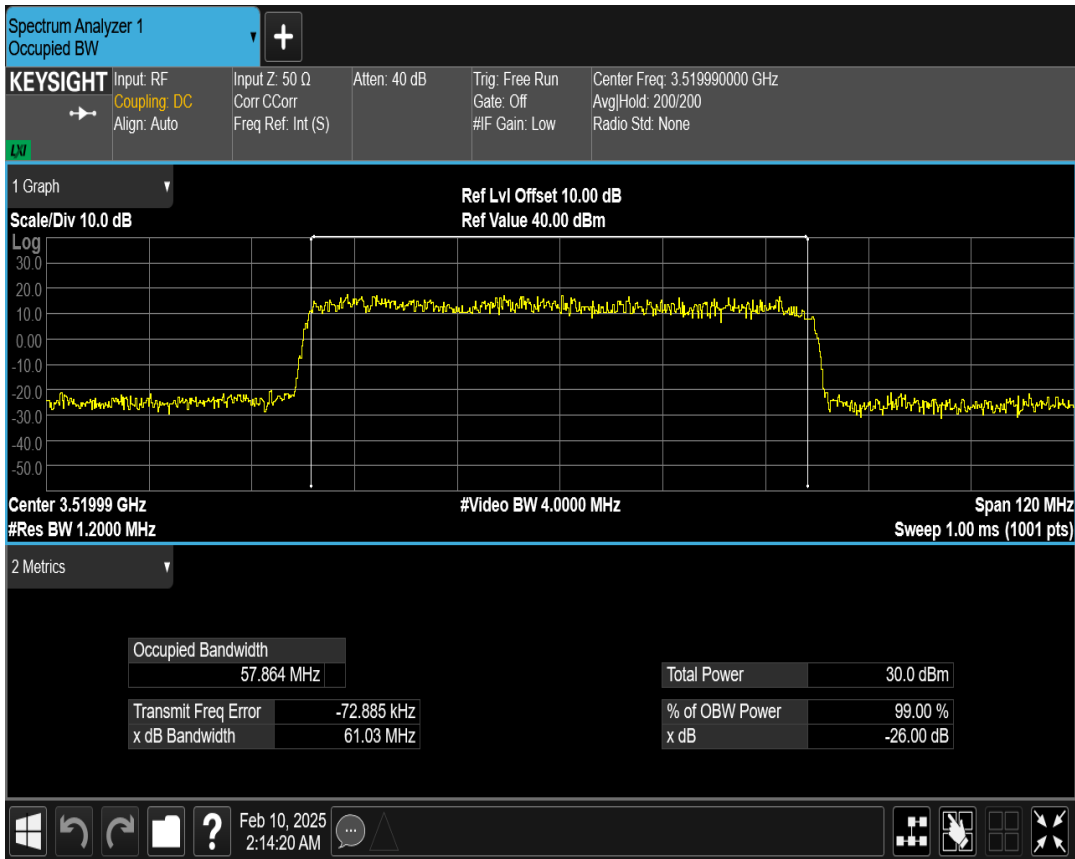 Spectrum Analyzer 1
Occupied BW
+
KEYSIGHT
LXI
Input: RF
Coupling: DC
Align: Auto
Input Z: 50 Ω
Corr CCorr
Freq Ref: Int (S)
Atten: 40 dB
Trig: Free Run
Gate: Off
#IF Gain: Low
Center Freq: 3.519990000 GHz
Avg|Hold: 200/200
Radio Std: None
1 Graph
Scale/Div 10.0 dB
Ref Lvl Offset 10.00 dB
Ref Value 40.00 dBm
Log
30.0
20.0
10.0
0.00
-10.0
-20.0
-30.0
-40.0
-50.0
Center 3.51999 GHz
#Video BW 4.0000 MHz
Span 120 MHz
#Res BW 1.2000 MHz
Sweep 1.00 ms (1001 pts)
2 Metrics
Occupied Bandwidth
57.864 MHz
Transmit Freq Error -72.885 kHz
x dB Bandwidth 61.03 MHz
Total Power 30.0 dBm
% of OBW Power 99.00 %
x dB -26.00 dB
?
Feb 10, 2025
2:14:20 AM